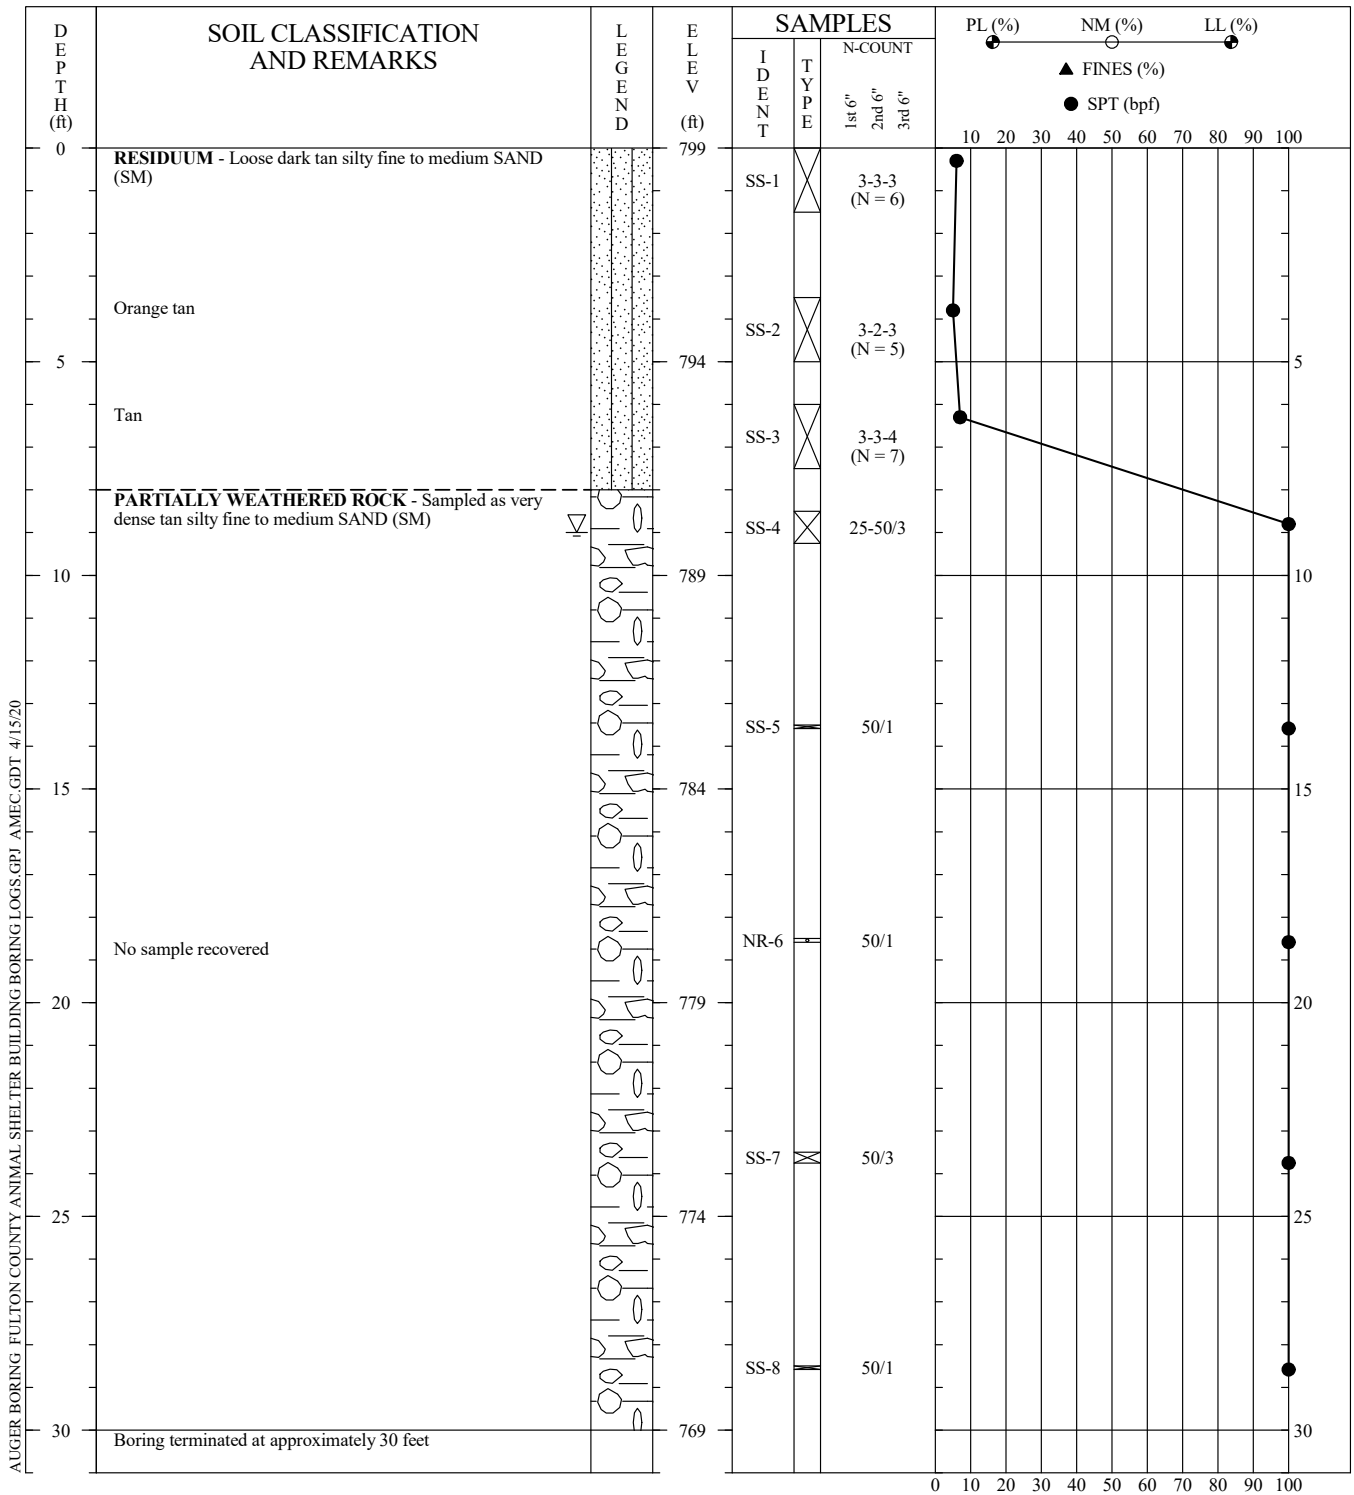 DEPTH
(ft)
SOIL CLASSIFICATION
AND REMARKS
LEGEND
ELEV
(ft)
SAMPLES
IDENT
TYPE
N-COUNT
1st 6"
2nd 6"
3rd 6"
PL (%)
NM (%)
LL (%)
▲ FINES (%)
● SPT (bpf)
10 20 30 40 50 60 70 80 90 100
0
RESIDUUM - Loose dark tan silty fine to medium SAND
(SM)
799
SS-1
3-3-3
(N = 6)
Orange tan
SS-2
3-2-3
(N = 5)
5
794
5
Tan
SS-3
3-3-4
(N = 7)
PARTIALLY WEATHERED ROCK - Sampled as very
dense tan silty fine to medium SAND (SM)
SS-4
25-50/3
10
789
10
SS-5
50/1
15
784
15
No sample recovered
NR-6
50/1
20
779
20
SS-7
50/3
25
774
25
SS-8
50/1
30
769
30
Boring terminated at approximately 30 feet
0 10 20 30 40 50 60 70 80 90 100
AUGER BORING FULTON COUNTY ANIMAL SHELTER BUILDING BORING LOGS.GPJ AMEC.GDT 4/15/20